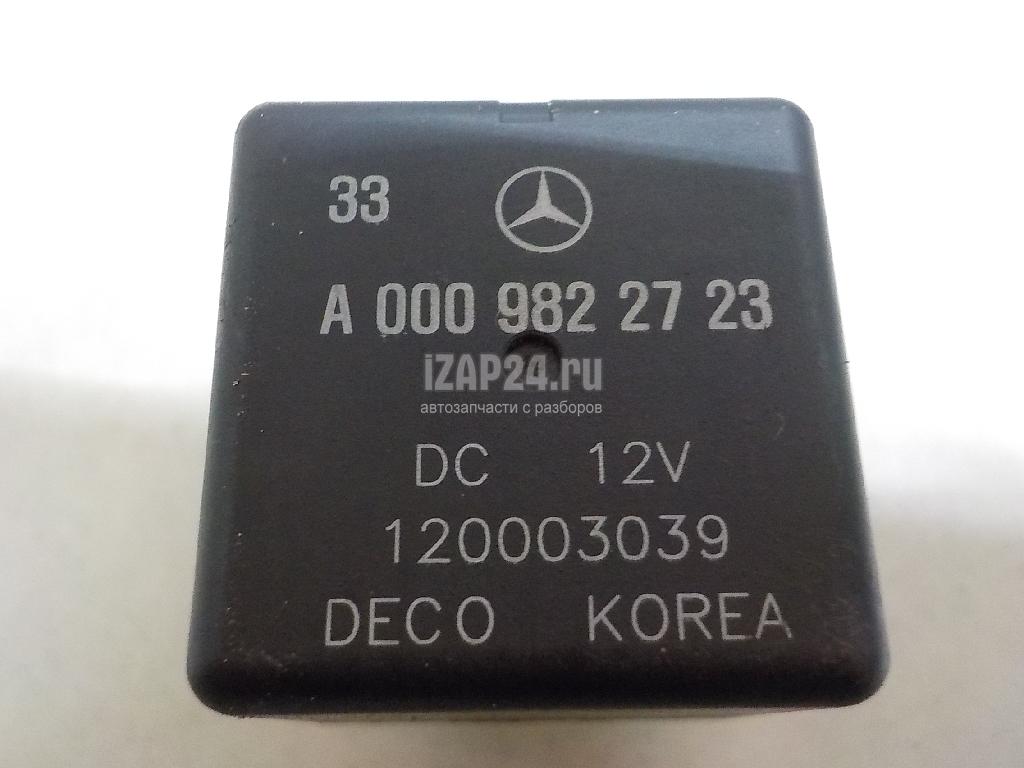 33
A 000 982 27 23
iZAP24.ru
автозапчасти с разборов
DC 12V
120003039
DECO KOREA